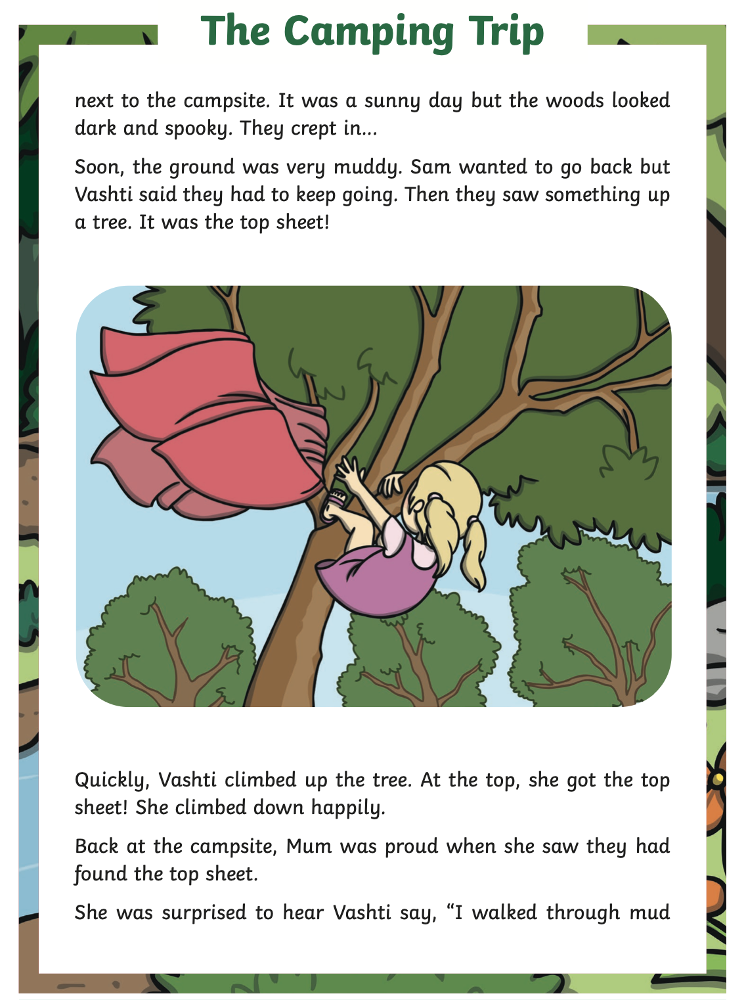 The Camping Trip
next to the campsite. It was a sunny day but the woods looked
dark and spooky. They crept in...
Soon, the ground was very muddy. Sam wanted to go back but
Vashti said they had to keep going. Then they saw something up
a tree. It was the top sheet!
Quickly, Vashti climbed up the tree. At the top, she got the top
sheet! She climbed down happily.
Back at the campsite, Mum was proud when she saw they had
found the top sheet.
She was surprised to hear Vashti say, “I walked through mud